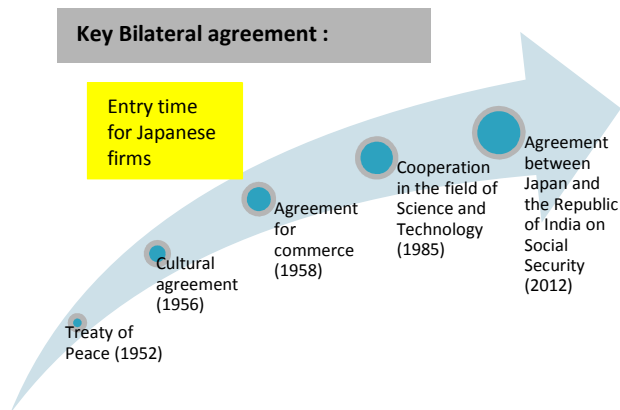 Key Bilateral agreement :
Entry time
for Japanese
firms
Treaty of
Peace (1952)
Cultural
agreement
(1956)
Agreement
for
commerce
(1958)
Cooperation
in the field of
Science and
Technology
(1985)
Agreement
between
Japan and
the Republic
of India on
Social
Security
(2012)